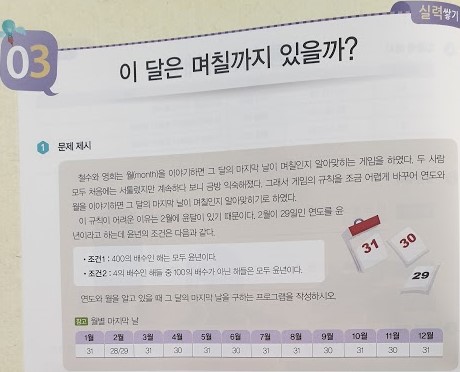 실력쌓기
03
이 달은 며칠까지 있을까?
1 문제 제시
철수와 영희는 월(month)을 이야기하면 그 달의 마지막 날이 며칠인지 알아맞히는 게임을 하였다. 두 사람
모두 처음에는 서툴렀지만 계속하다 보니 금방 익숙해졌다. 그래서 게임의 규칙을 조금 어렵게 바꾸어 연도와
월을 이야기하면 그 달의 마지막 날이 며칠인지 알아맞히기로 하였다.
이 규칙이 어려운 이유는 2월에 윤달이 있기 때문이다. 2월이 29일인 연도를 윤
년이라고 하는데 윤년의 조건은 다음과 같다.
31
30
29
• 조건1 : 400의 배수인 해는 모두 윤년이다.
• 조건2 : 4의 배수인 해들 중 100의 배수가 아닌 해들은 모두 윤년이다.
연도와 월을 알고 있을 때 그 달의 마지막 날을 구하는 프로그램을 작성하시오.
참고 월별 마지막 날
1월 2월 3월 4월 5월 6월 7월 8월 9월 10월 11월 12월
31 28/29 31 30 31 30 31 31 30 31 30 31